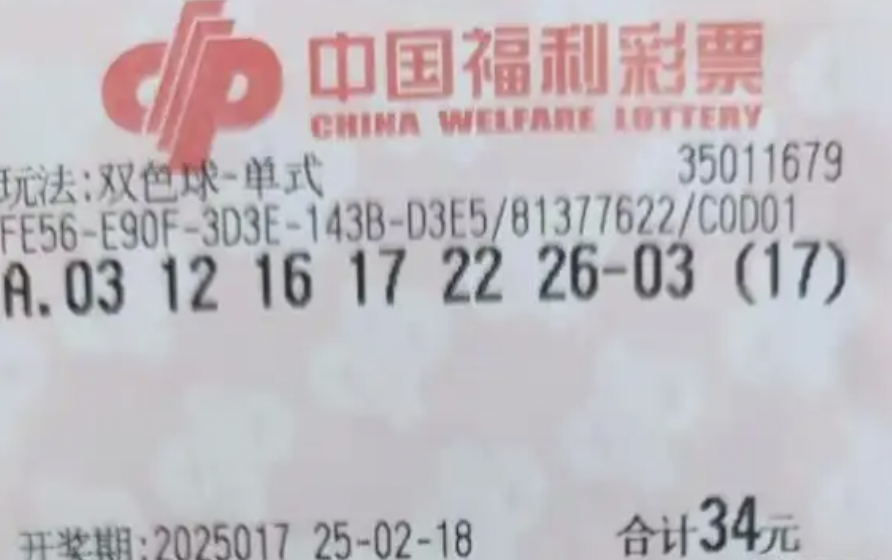 中国福利彩票
CHINA WELFARE LOTTERY
玩法:双色球-单式 35011679
FE56-E90F-3D3E-143B-D3E5/81377622/C0D01
A.03 12 16 17 22 26-03 (17)
开奖期:2025017 25-02-18 合计34元